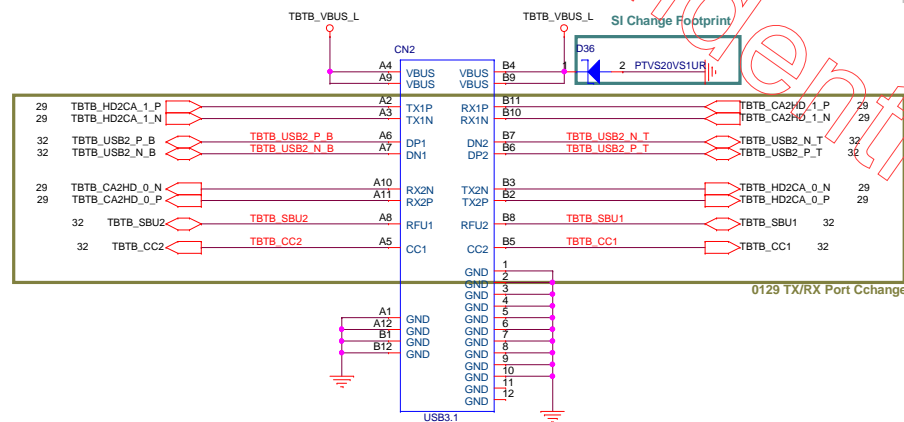 TBTB_VBUS_L TBTB_VBUS_L
SI Change Footprint
CN2 D36
A4 VBUS VBUS B4 1 2 PTVS20VS1UR
A9 VBUS VBUS B9
29 TBTB_HD2CA_1_P A2 TX1P RX1P B11 TBTB_CA2HD_1_P 29
29 TBTB_HD2CA_1_N A3 TX1N RX1N B10 TBTB_CA2HD_1_N 29
32 TBTB_USB2_P_B TBTB_USB2_P_B A6 DP1 DN2 B7 TBTB_USB2_N_T TBTB_USB2_N_T 32
32 TBTB_USB2_N_B TBTB_USB2_N_B A7 DN1 DP2 B6 TBTB_USB2_P_T TBTB_USB2_P_T 32
29 TBTB_CA2HD_0_N A10 RX2N TX2N B3 TBTB_HD2CA_0_N 29
29 TBTB_CA2HD_0_P A11 RX2P TX2P B2 TBTB_HD2CA_0_P 29
32 TBTB_SBU2 TBTB_SBU2 A8 RFU1 RFU2 B8 TBTB_SBU1 TBTB_SBU1 32
32 TBTB_CC2 TBTB_CC2 A5 CC1 CC2 B5 TBTB_CC1 TBTB_CC1 32
GND 1
GND 2
0129 TX/RX Port Cchange
GND 3
GND 4
A1 GND GND 5
A12 GND GND 6
B1 GND GND 7
B12 GND GND 8
GND 9
GND 10
GND 11
GND 12
USB3.1